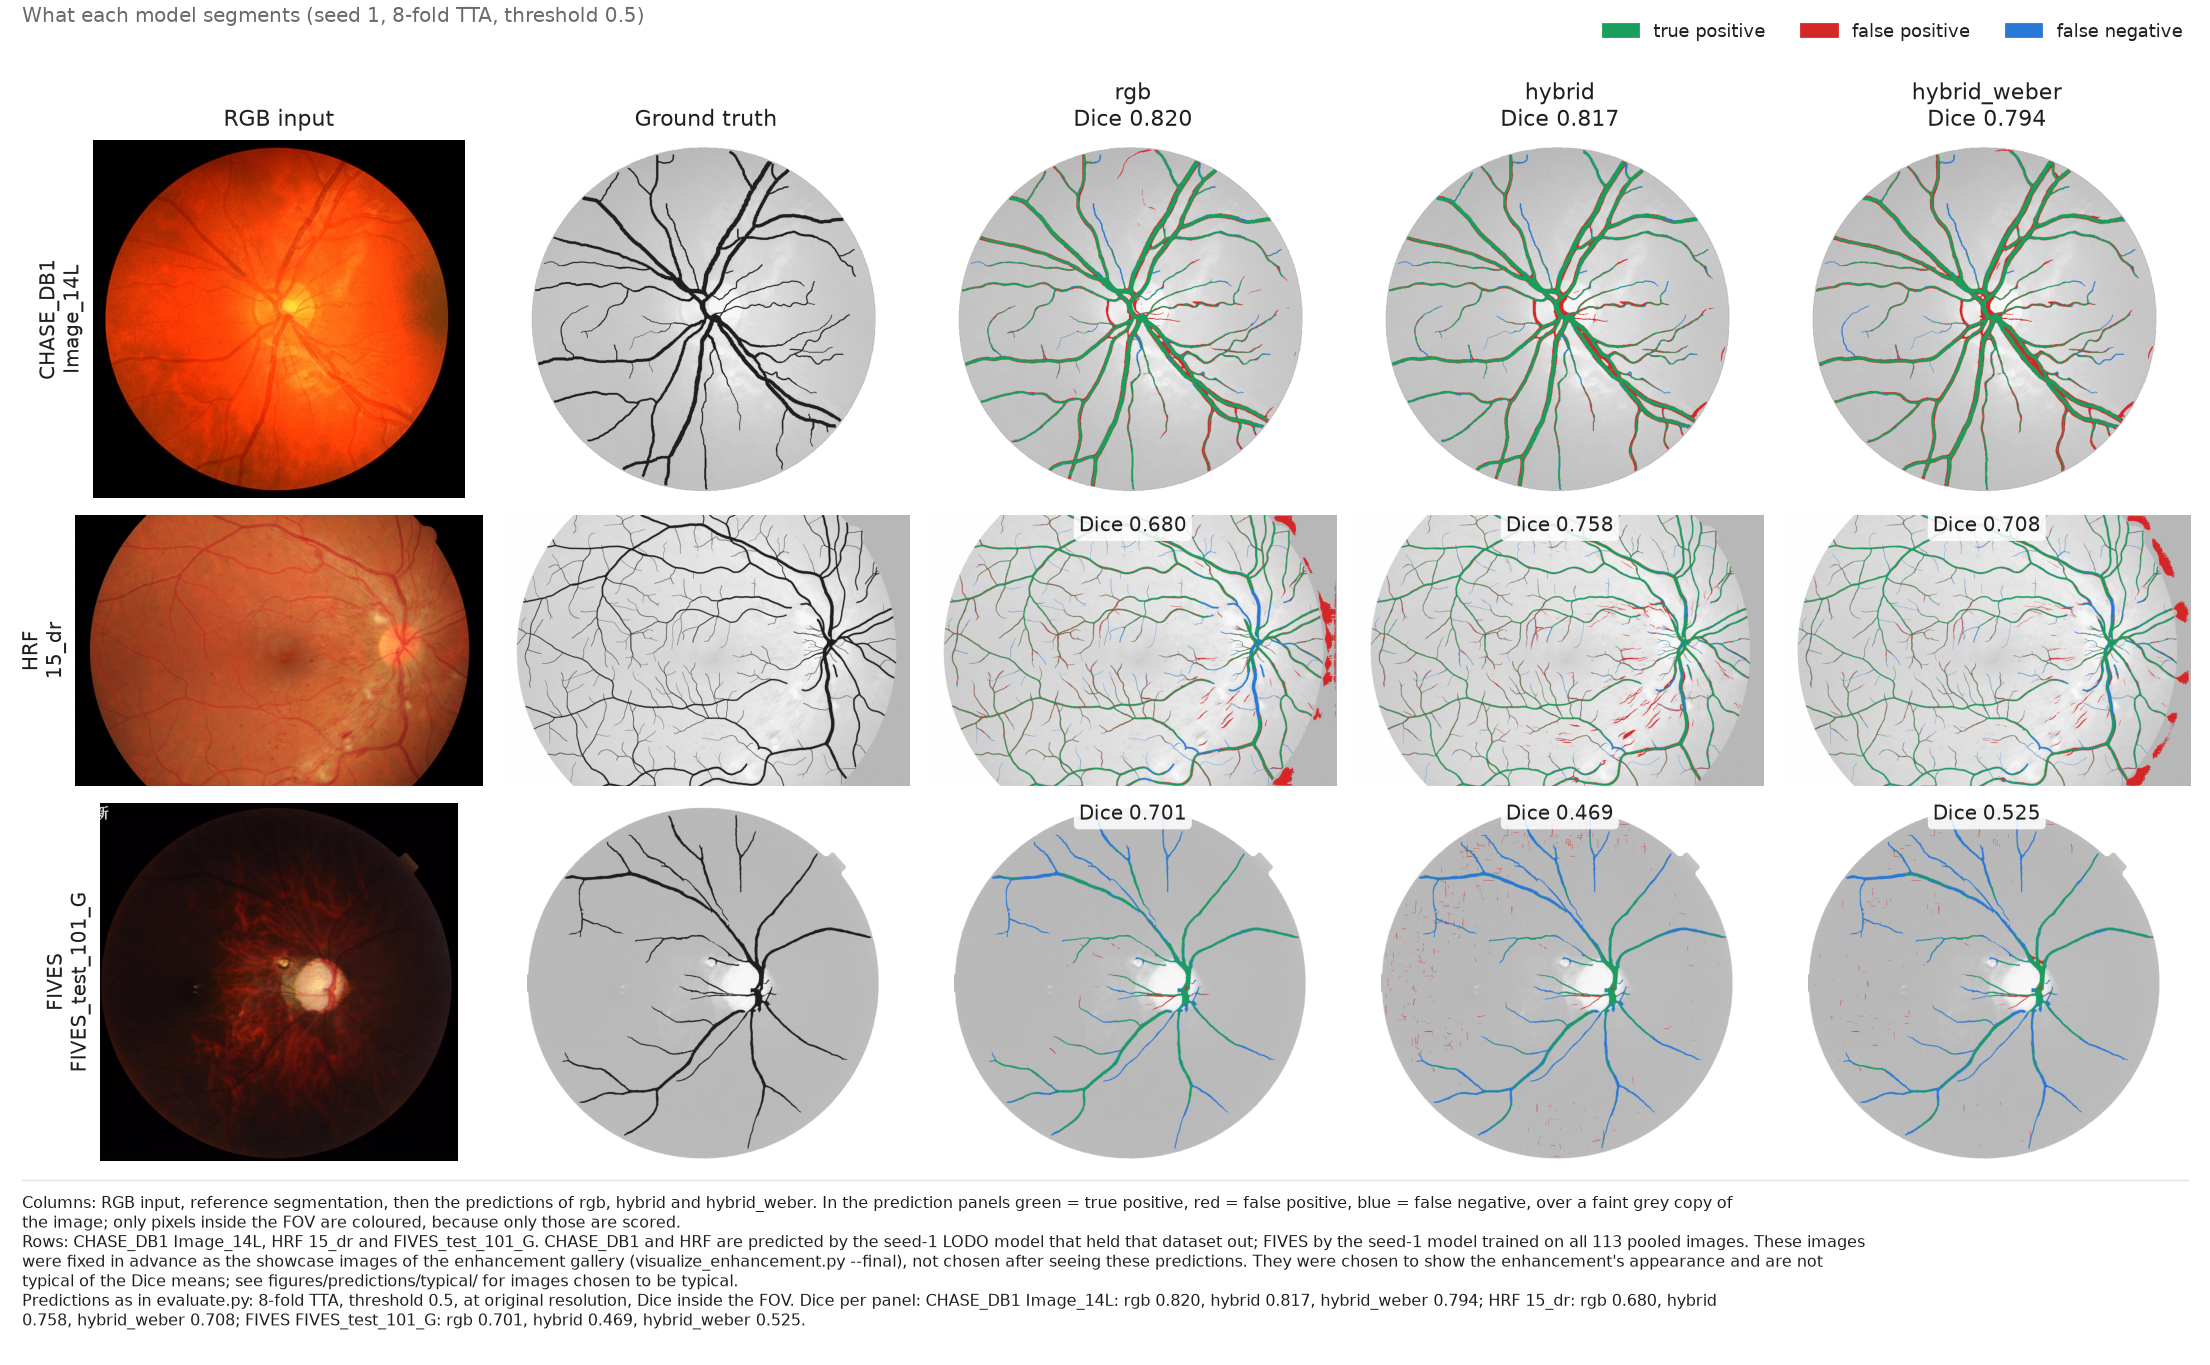 What each model segments (seed 1, 8-fold TTA, threshold 0.5)
true positive
false positive
false negative
RGB input
Ground truth
rgb
Dice 0.820
hybrid
Dice 0.817
hybrid_weber
Dice 0.794
CHASE_DB1
Image_14L
HRF
15_dr
Dice 0.680
Dice 0.758
Dice 0.708
FIVES
FIVES_test_101_G
新
Dice 0.701
Dice 0.469
Dice 0.525
Columns: RGB input, reference segmentation, then the predictions of rgb, hybrid and hybrid_weber. In the prediction panels green = true positive, red = false positive, blue = false negative, over a faint grey copy of
the image; only pixels inside the FOV are coloured, because only those are scored.
Rows: CHASE_DB1 Image_14L, HRF 15_dr and FIVES_test_101_G. CHASE_DB1 and HRF are predicted by the seed-1 LODO model that held that dataset out; FIVES by the seed-1 model trained on all 113 pooled images. These images
were fixed in advance as the showcase images of the enhancement gallery (visualize_enhancement.py --final), not chosen after seeing these predictions. They were chosen to show the enhancement's appearance and are not
typical of the Dice means; see figures/predictions/typical/ for images chosen to be typical.
Predictions as in evaluate.py: 8-fold TTA, threshold 0.5, at original resolution, Dice inside the FOV. Dice per panel: CHASE_DB1 Image_14L: rgb 0.820, hybrid 0.817, hybrid_weber 0.794; HRF 15_dr: rgb 0.680, hybrid
0.758, hybrid_weber 0.708; FIVES FIVES_test_101_G: rgb 0.701, hybrid 0.469, hybrid_weber 0.525.